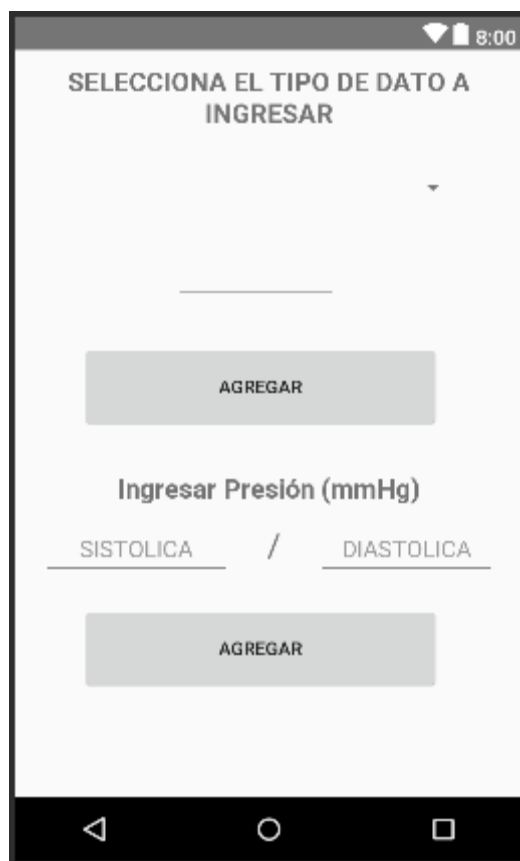 8:00
SELECCIONA EL TIPO DE DATO A
INGRESAR
AGREGAR
Ingresar Presión (mmHg)
SISTOLICA / DIASTOLICA
AGREGAR